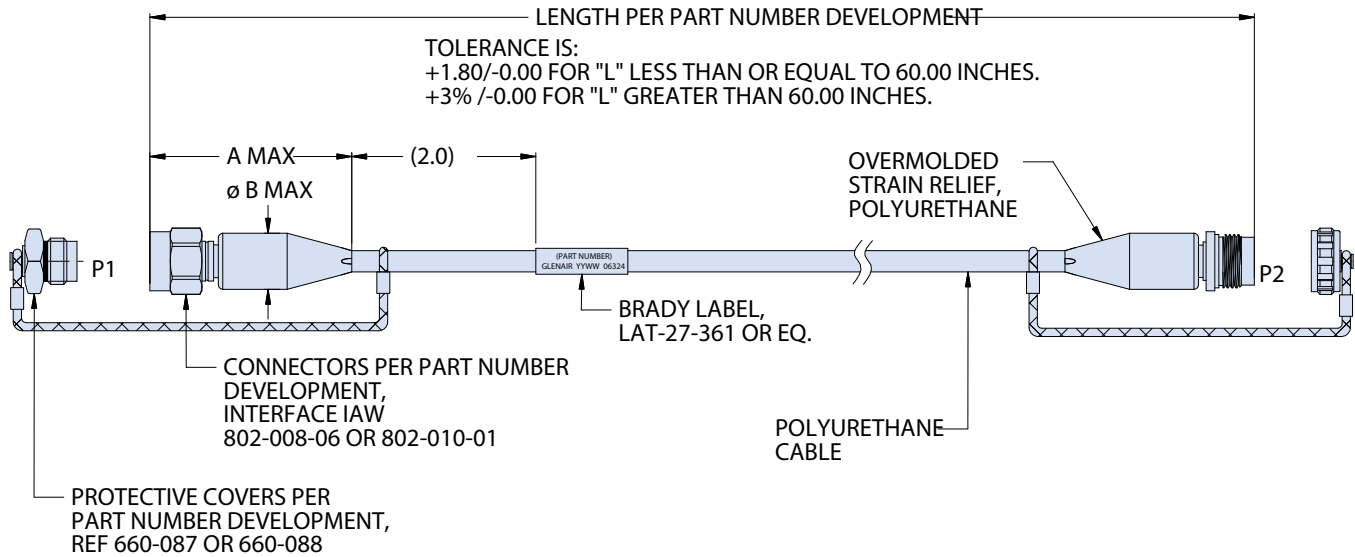 LENGTH PER PART NUMBER DEVELOPMENT
TOLERANCE IS:
+1.80/-0.00 FOR "L" LESS THAN OR EQUAL TO 60.00 INCHES.
+3% /-0.00 FOR "L" GREATER THAN 60.00 INCHES.
A MAX
(2.0)
ø B MAX
OVERMOLDED
STRAIN RELIEF,
POLYURETHANE
P1
(PART NUMBER)
GLENAIR YYWW 06324
P2
BRADY LABEL,
LAT-27-361 OR EQ.
CONNECTORS PER PART NUMBER
DEVELOPMENT,
INTERFACE IAW
802-008-06 OR 802-010-01
POLYURETHANE
CABLE
PROTECTIVE COVERS PER
PART NUMBER DEVELOPMENT,
REF 660-087 OR 660-088